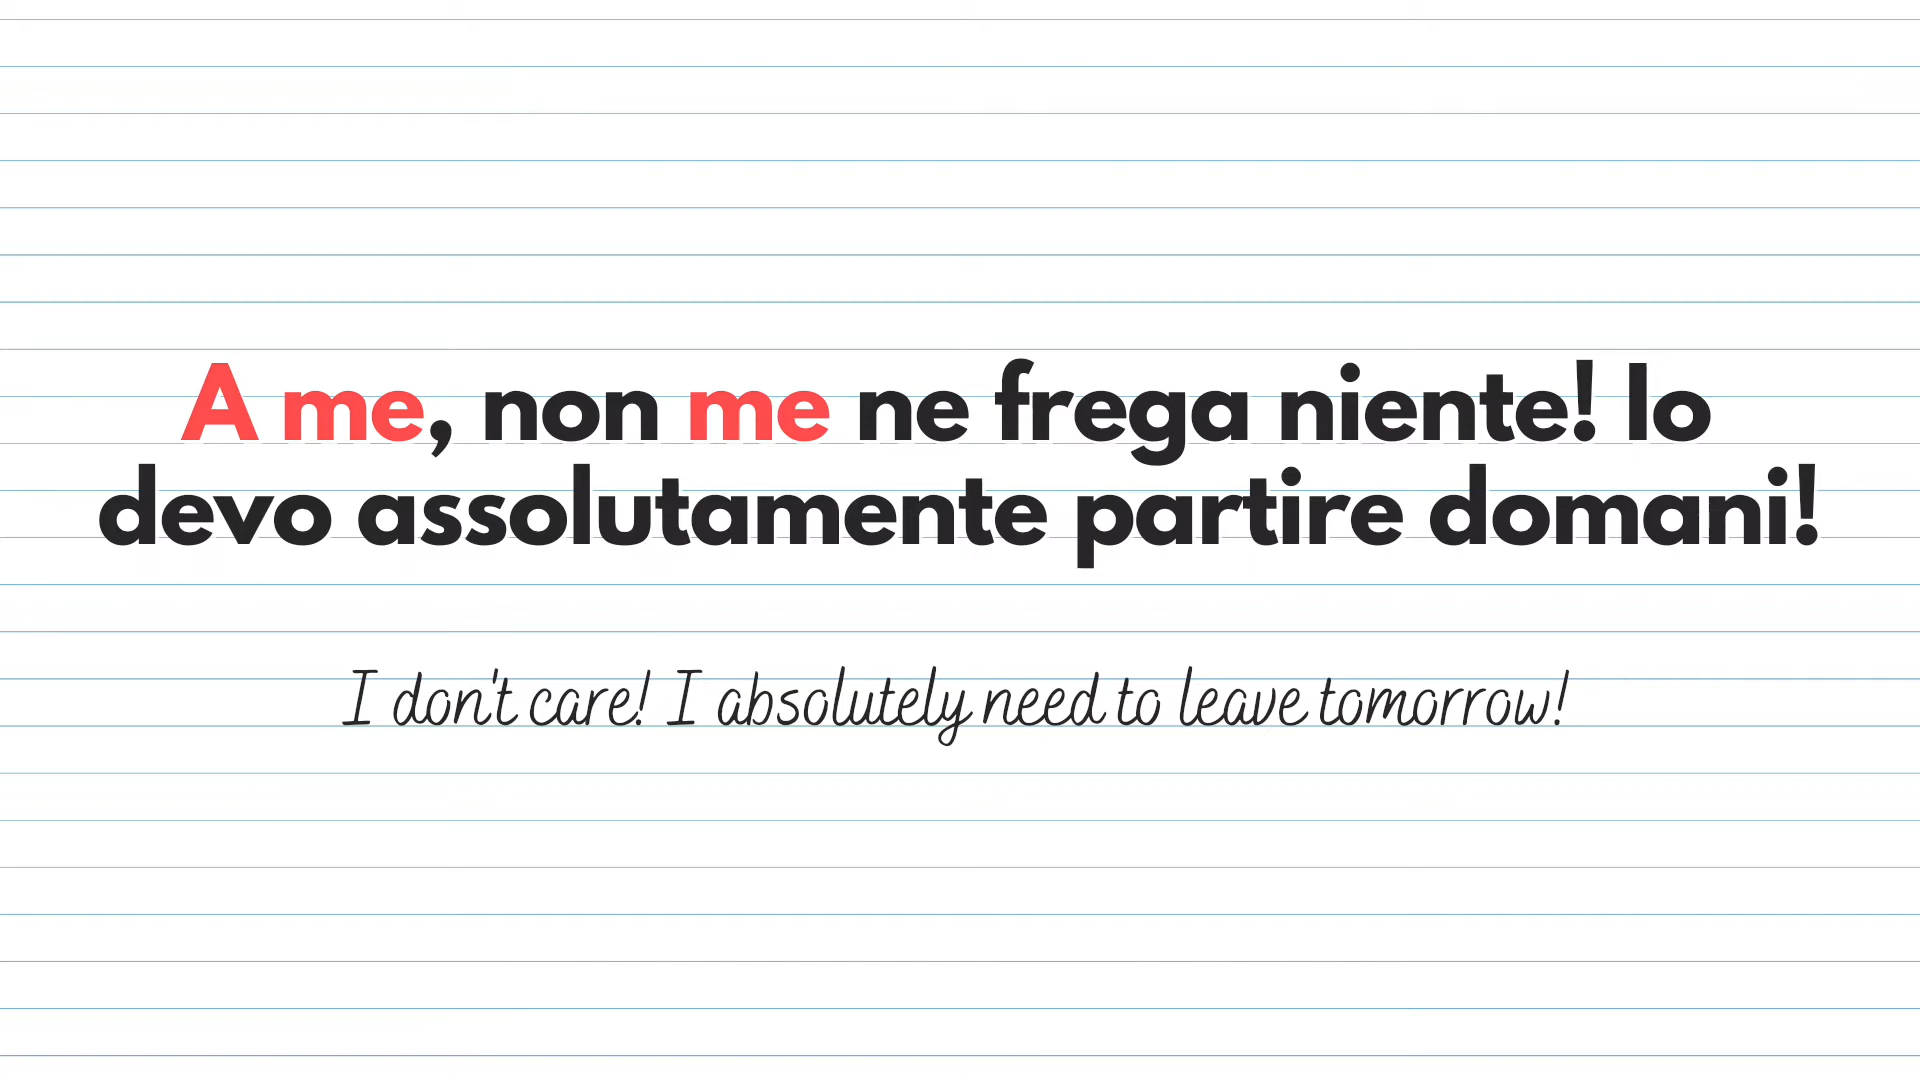 A me, non me ne frega niente! Io
devo assolutamente partire domani!
I don't care! I absolutely need to leave tomorrow!